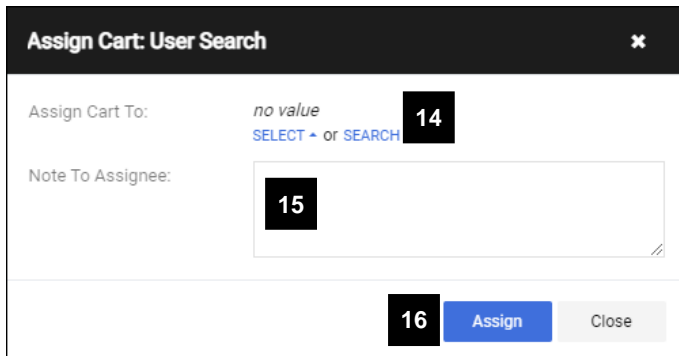 Assign Cart: User Search ✖
Assign Cart To: no value 14
SELECT or SEARCH
Note To Assignee:
15
16 Assign Close